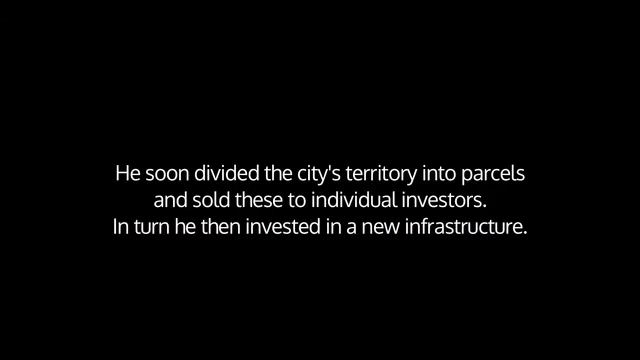 He soon divided the city's territory into parcels
and sold these to individual investors.
In turn he then invested in a new infrastructure.